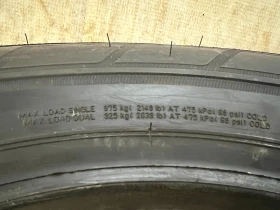 MAX. LOAD SINGLE 975 kg( 2149 lb) AT 475 kPa( 69 psi) COLD
MAX. LOAD DUAL 925 kg( 2039 lb) AT 475 kPa( 69 psi) COLD